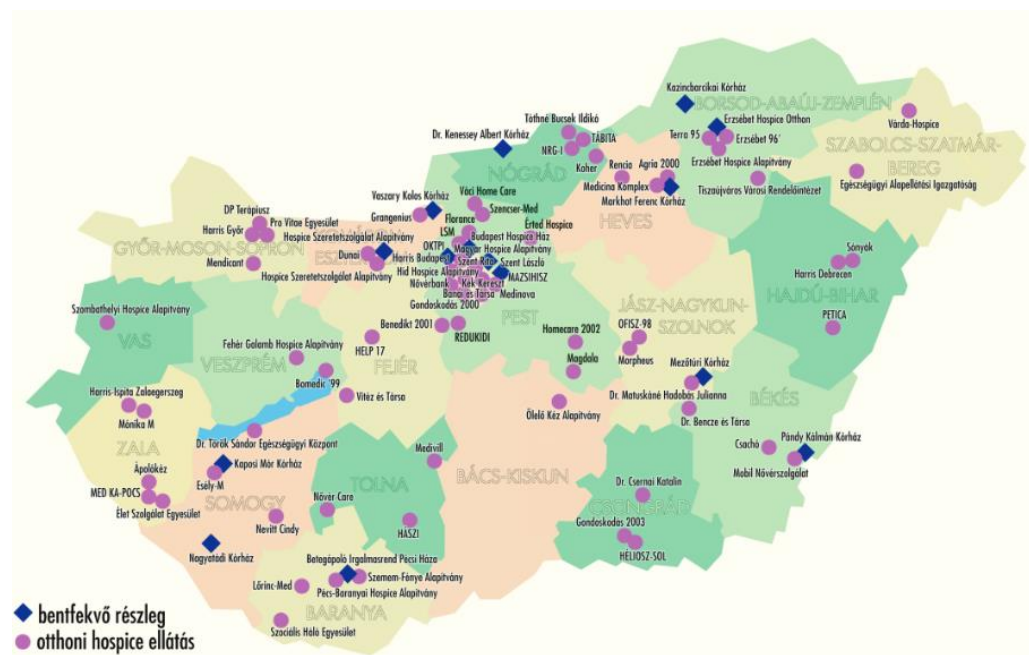 Kazincbarcikai Kórház
BORSOD-ABAÚJ-ZEMPLÉN
Erzsébet Hospice Otthon
Terra 95
Erzsébet 96'
Erzsébet Hospice Alapítvány
Tiszaújváros Városi Rendelőintézet
Várda-Hospice
SZABOLCS-SZATMÁR-
BEREG
Egészségügyi Alapellátási Igazgatóság
Tóthné Bucsek Ildikó
TÁBITA
NRG-I
Koher
Dr. Kenessey Albert Kórház
NÓGRÁD
Rencia
Agria 2000
Medicina Komplex
Markhot Ferenc Kórház
HEVES
Vaszary Kolos Kórház
Grangenius
Váci Home Care
Szencser-Med
Florance
LSM
Érted Hospice
OKTPI
Budapest Hospice Ház
Magyar Hospice Alapítvány
Harris Budapest
Szent Rita
Szent László
Híd Hospice Alapítvány
MAZSIHISZ
Nővérbank
Kék Kereszt
Bánai és Társa
Medinova
Gondoskodás 2000
PEST
Benedikt 2001
REDUKIDI
DP Terápiusz
Pro Vitae Egyesület
Harris Győr
Hospice Szeretetszolgálat Alapítvány
GYŐR-MOSON-SOPRON
Dunai
Mendicant
Hospice Szeretetszolgálat Alapítvány
Szombathelyi Hospice Alapítvány
VAS
Fehér Galamb Hospice Alapítvány
VESZPRÉM
HELP 17
FEJÉR
Bomedic '99
Vitéz és Társa
Homecare 2002
Magdala
JÁSZ-NAGYKUN-
SZOLNOK
OFISZ-98
Morpheus
Mezőtúri Kórház
Dr. Matuskáné Hadobás Julianna
Dr. Bencze és Társa
Sónyák
Harris Debrecen
HAJDÚ-BIHAR
PETICA
BÉKÉS
Csachó
Pándy Kálmán Kórház
Mobil Nővérszolgálat
Harris-Ispita Zalaegerszeg
Mónika M
ZALA
Ápolókéz
MED KA-POCS
Élet Szolgálat Egyesület
Dr. Török Sándor Egészségügyi Központ
Kaposi Mór Kórház
Esély-M
SOMOGY
Nevitt Cindy
Nagyatádi Kórház
Medivill
TOLNA
Nővér-Care
HASZI
Ölelő Kéz Alapítvány
BÁCS-KISKUN
Dr. Csernai Katalin
CSONGRÁD
Gondoskodás 2003
HÉLIOSZ-SOL
Betegápoló Irgalmasrend Pécsi Háza
Szemem-Fénye Alapítvány
Lőrinc-Med
Pécs-Baranyai Hospice Alapítvány
BARANYA
Szociális Háló Egyesület
bentfekvő részleg
otthoni hospice ellátás